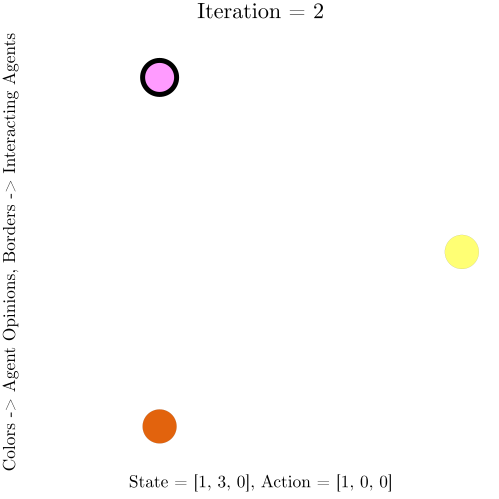 Iteration = 2
Colors -> Agent Opinions, Borders -> Interacting Agents
State = [1, 3, 0], Action = [1, 0, 0]